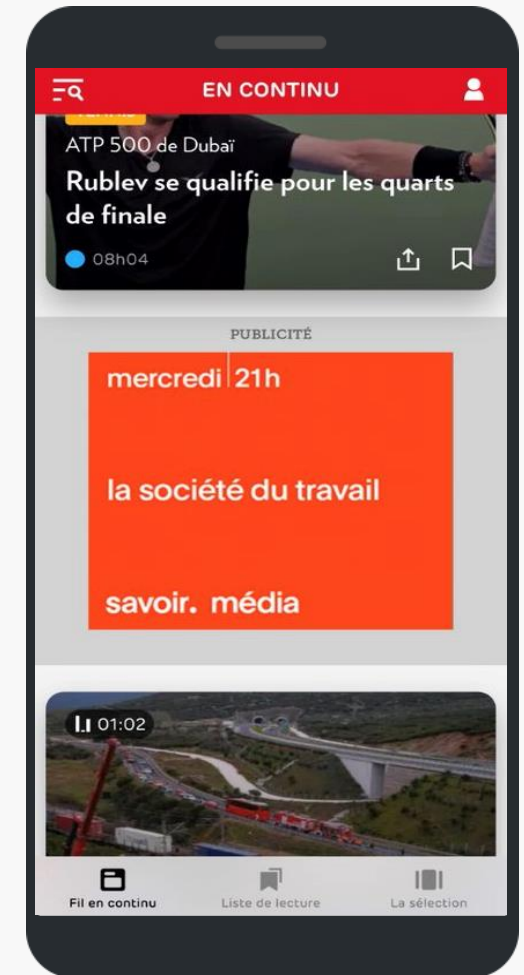 EN CONTINU
TENNIS
ATP 500 de Dubaï
Rublev se qualifie pour les quarts
de finale
08h04
PUBLICITÉ
mercredi 21h
la société du travail
savoir. média
01:02
Fil en continu
Liste de lecture
La sélection